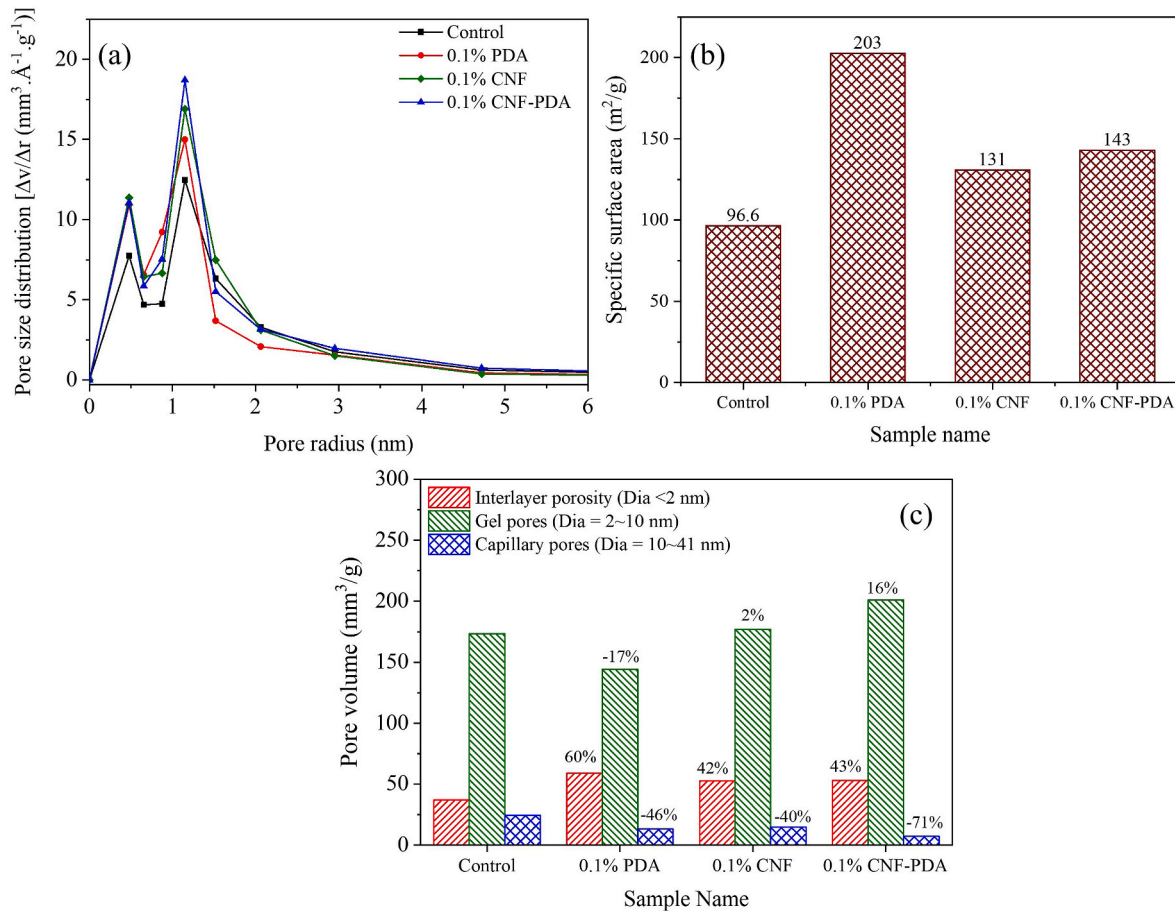 Pore size distribution [Δv/Δr (mm³.Å⁻¹.g⁻¹)]
20
15
10
5
0
(a)
Control
0.1% PDA
0.1% CNF
0.1% CNF-PDA
0
1
2
3
4
5
6
Pore radius (nm)
Specific surface area (m²/g)
200
150
100
50
0
(b)
96.6
203
131
143
Control
0.1% PDA
0.1% CNF
0.1% CNF-PDA
Sample name
Pore volume (mm³/g)
300
250
200
150
100
50
0
Interlayer porosity (Dia <2 nm)
Gel pores (Dia = 2~10 nm)
Capillary pores (Dia = 10~41 nm)
(c)
60%
-17%
-46%
42%
2%
-40%
43%
16%
-71%
Control
0.1% PDA
0.1% CNF
0.1% CNF-PDA
Sample Name